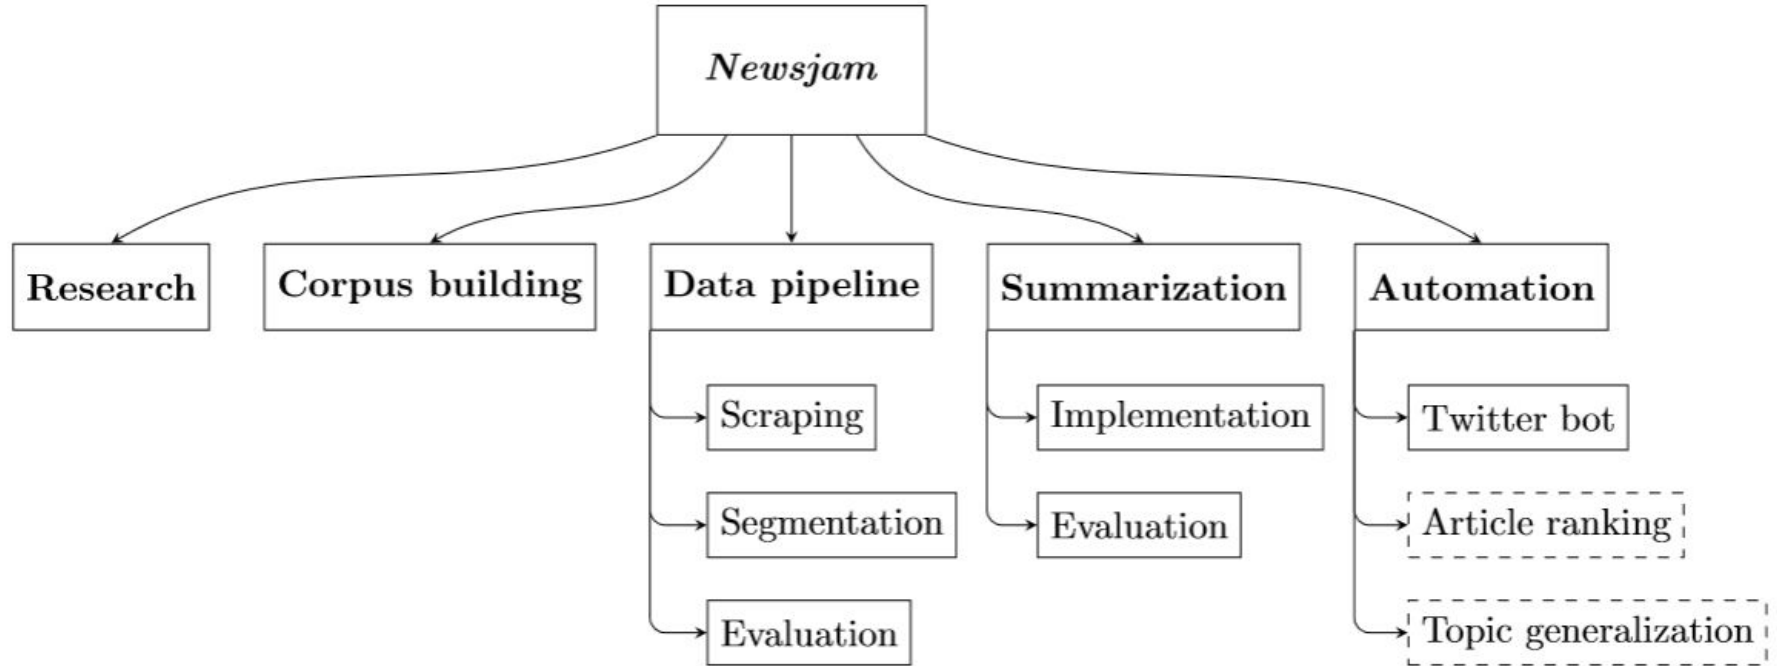 Newsjam
Research
Corpus building
Data pipeline
Summarization
Automation
Scraping
Segmentation
Evaluation
Implementation
Evaluation
Twitter bot
Article ranking
Topic generalization